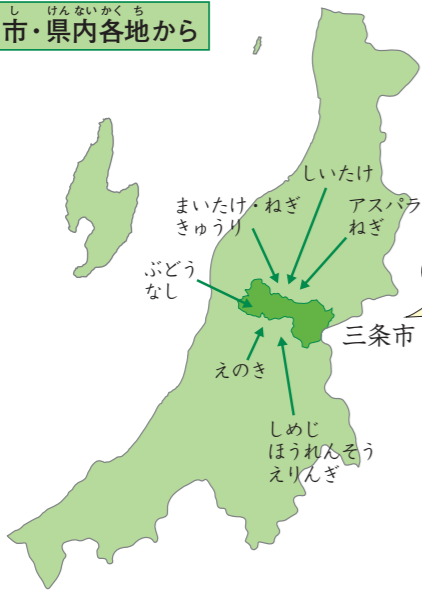 し けんないかくち
市・県内各地から
しいたけ
まいたけ・ねぎ
きゅうり
アスパラ
ねぎ
ぶどう
なし
三条市
えのき
しめじ
ほうれんそう
えりんぎ